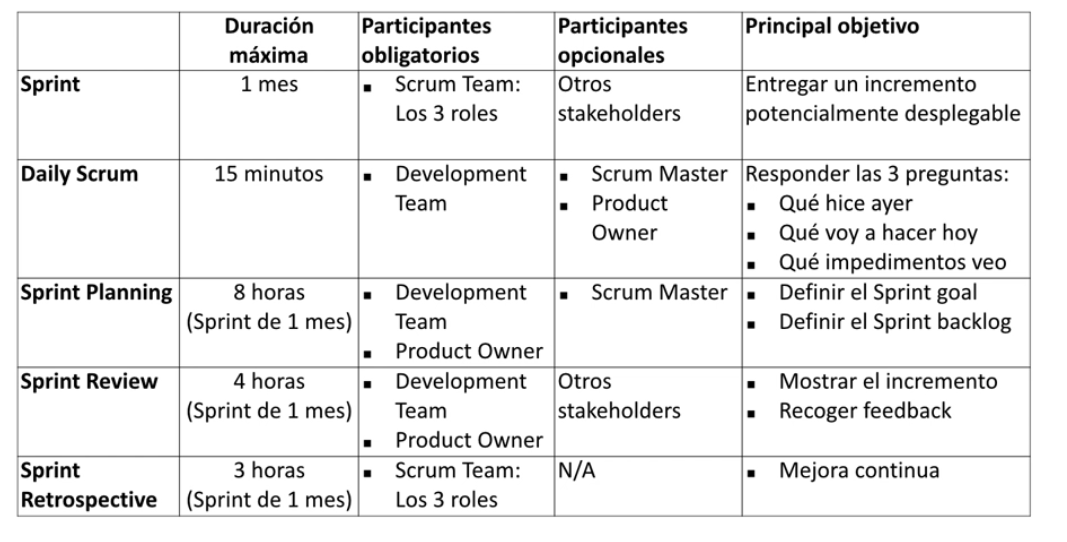 Duración máxima
Participantes obligatorios
Participantes opcionales
Principal objetivo
Sprint
1 mes
▪ Scrum Team:
Los 3 roles
Otros
stakeholders
Entregar un incremento
potencialmente desplegable
Daily Scrum
15 minutos
▪ Development
Team
▪ Scrum Master
▪ Product
Owner
Responder las 3 preguntas:
▪ Qué hice ayer
▪ Qué voy a hacer hoy
▪ Qué impedimentos veo
Sprint Planning
8 horas
(Sprint de 1 mes)
▪ Development
Team
▪ Product Owner
▪ Scrum Master
▪ Definir el Sprint goal
▪ Definir el Sprint backlog
Sprint Review
4 horas
(Sprint de 1 mes)
▪ Development
Team
▪ Product Owner
Otros
stakeholders
▪ Mostrar el incremento
▪ Recoger feedback
Sprint
Retrospective
3 horas
(Sprint de 1 mes)
▪ Scrum Team:
Los 3 roles
N/A
▪ Mejora continua